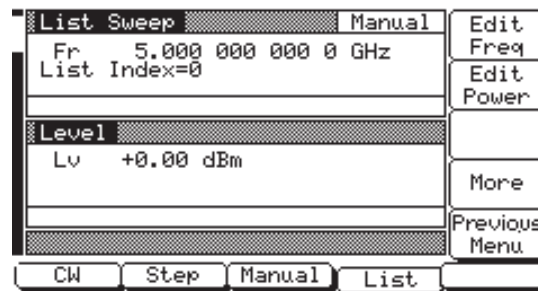 List Sweep Manual
Fr 5.000 000 000 0 GHz
List Index=0
Level
Lv +0.00 dBm
Edit
Freq
Edit
Power
More
Previous
Menu
CW Step Manual List